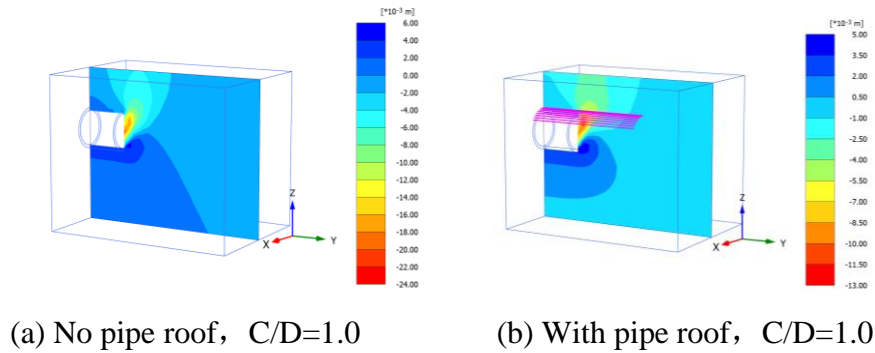 [*10⁻³ m]
6.00
4.00
2.00
0.00
-2.00
-4.00
-6.00
-8.00
-10.00
-12.00
-14.00
-16.00
-18.00
-20.00
-22.00
-24.00
Z
X
Y
[*10⁻³ m]
5.00
3.50
2.00
0.50
-1.00
-2.50
-4.00
-5.50
-7.00
-8.50
-10.00
-11.50
-13.00
Z
X
Y
(a) No pipe roof，C/D=1.0
(b) With pipe roof，C/D=1.0